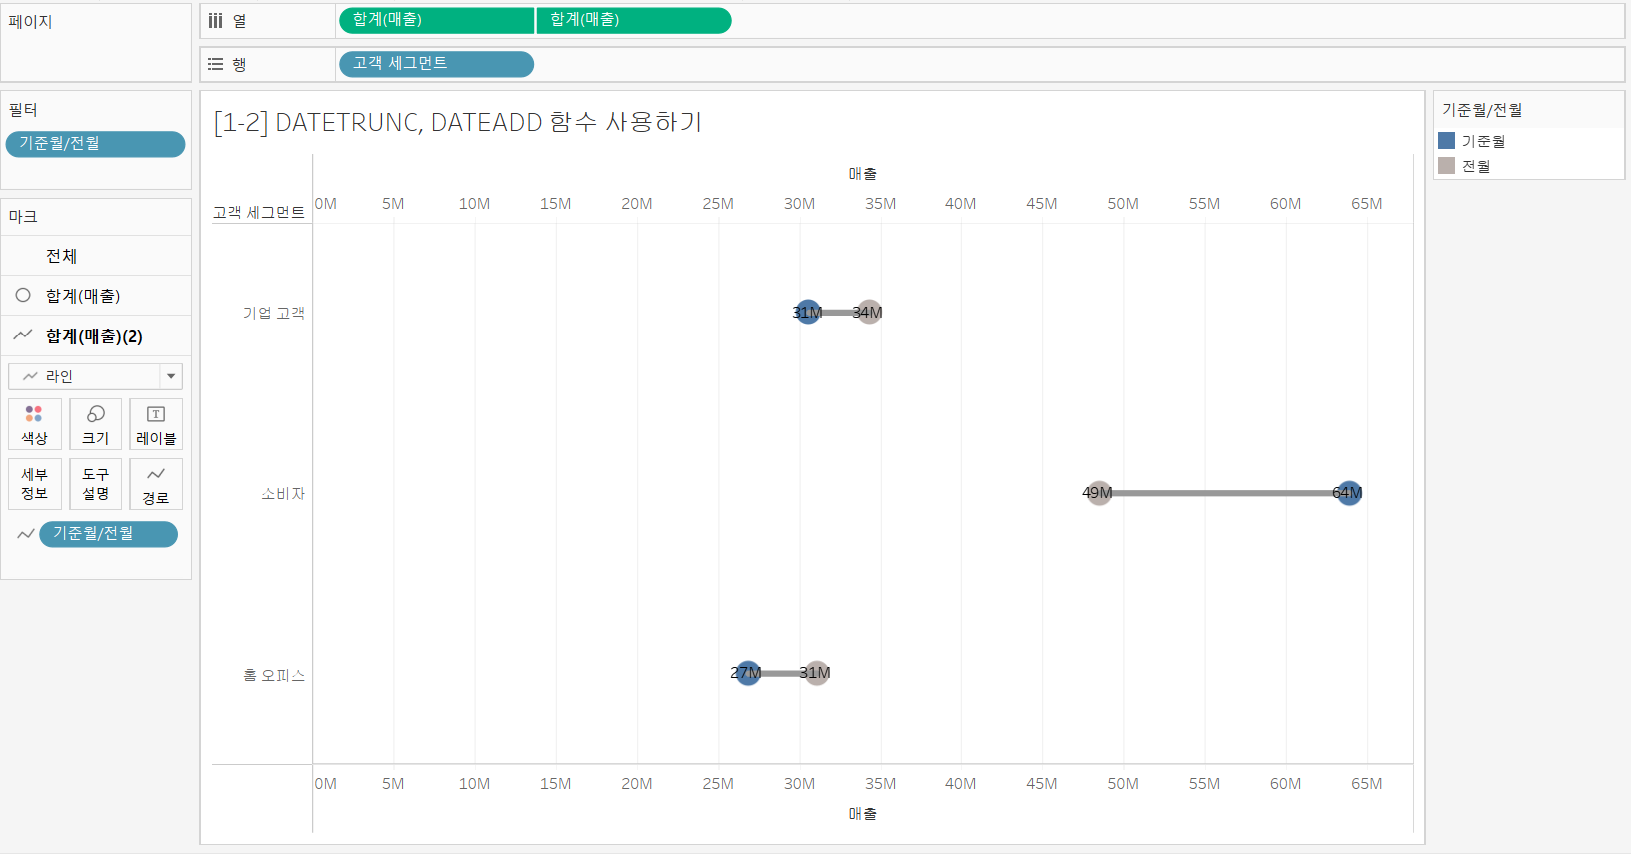 페이지
열
합계(매출)
합계(매출)
행
고객 세그먼트
필터
기준월/전월
마크
전체
합계(매출)
합계(매출)(2)
라인
색상
크기
레이블
세부
정보
도구
설명
경로
기준월/전월
[1-2] DATETRUNC, DATEADD 함수 사용하기
매출
고객 세그먼트
0M 5M 10M 15M 20M 25M 30M 35M 40M 45M 50M 55M 60M 65M
기업 고객
31M 34M
소비자
49M 64M
홈 오피스
27M 31M
0M 5M 10M 15M 20M 25M 30M 35M 40M 45M 50M 55M 60M 65M
매출
기준월/전월
기준월
전월